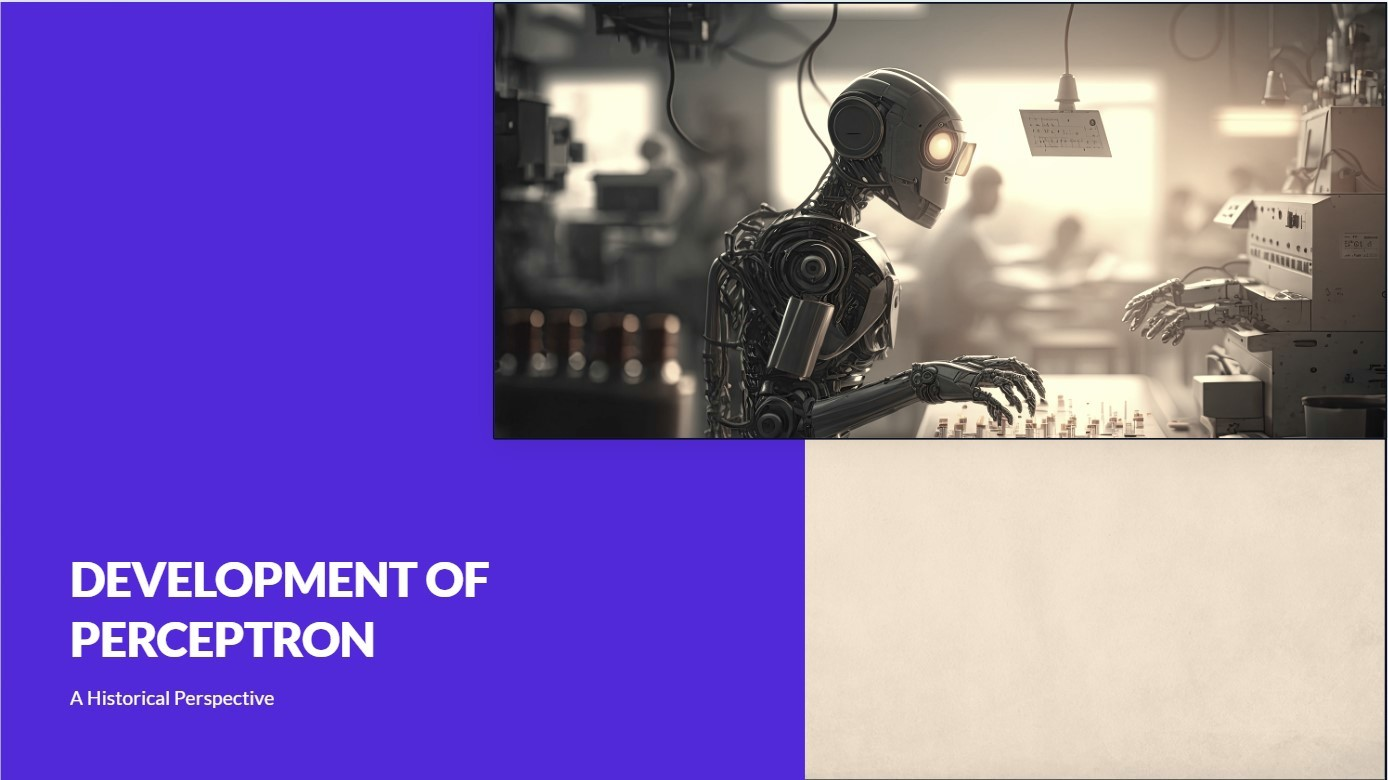 DEVELOPMENT OF
PERCEPTRON
A Historical Perspective